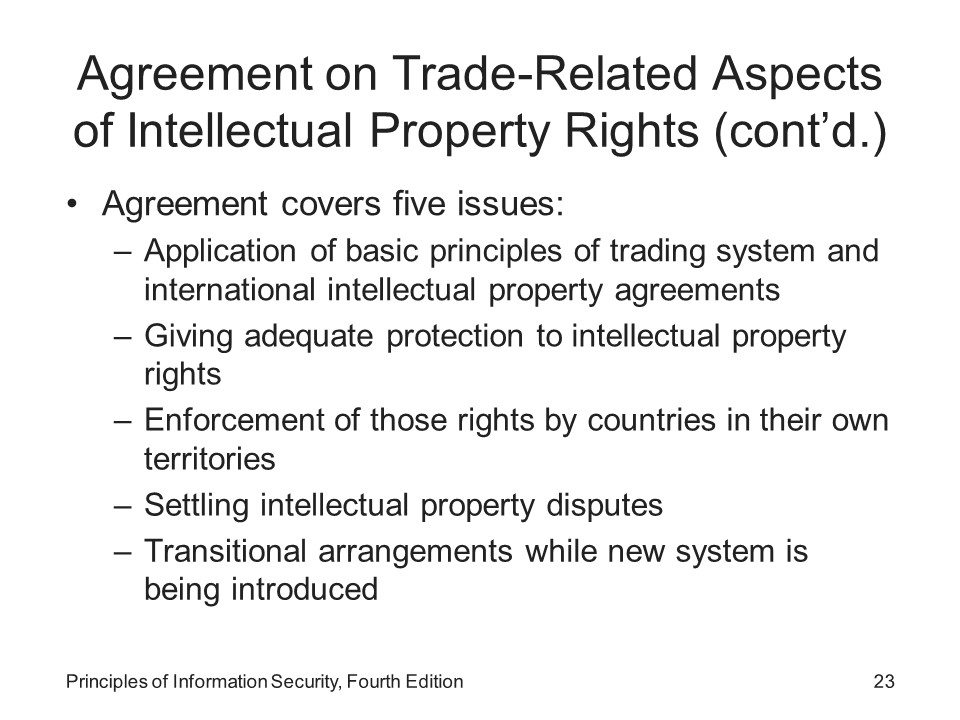 Agreement on Trade-Related Aspects
of Intellectual Property Rights (cont’d.)
• Agreement covers five issues:
– Application of basic principles of trading system and
international intellectual property agreements
– Giving adequate protection to intellectual property
rights
– Enforcement of those rights by countries in their own
territories
– Settling intellectual property disputes
– Transitional arrangements while new system is
being introduced
Principles of Information Security, Fourth Edition 23